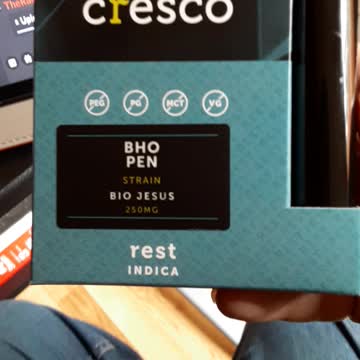 cresco
PEG PG MCT VG
BHO
PEN
STRAIN
BIO JESUS
250MG
rest
INDICA